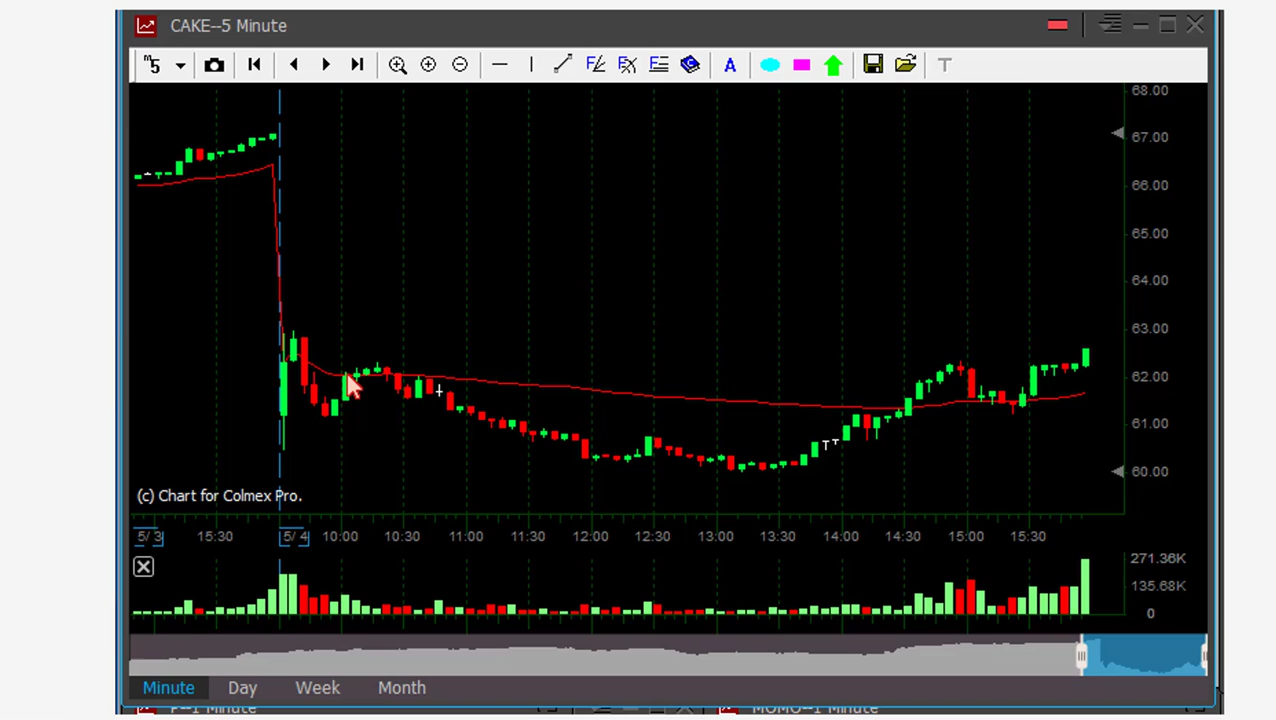 CAKE--5 Minute
5
A
T
68.00
67.00
66.00
65.00
64.00
63.00
62.00
61.00
60.00
(c) Chart for Colmex Pro.
5/ 3 15:30 5/ 4 10:00 10:30 11:00 11:30 12:00 12:30 13:00 13:30 14:00 14:30 15:00 15:30
271.36K
135.68K
0
Minute Day Week Month
MOMO--1 Minute